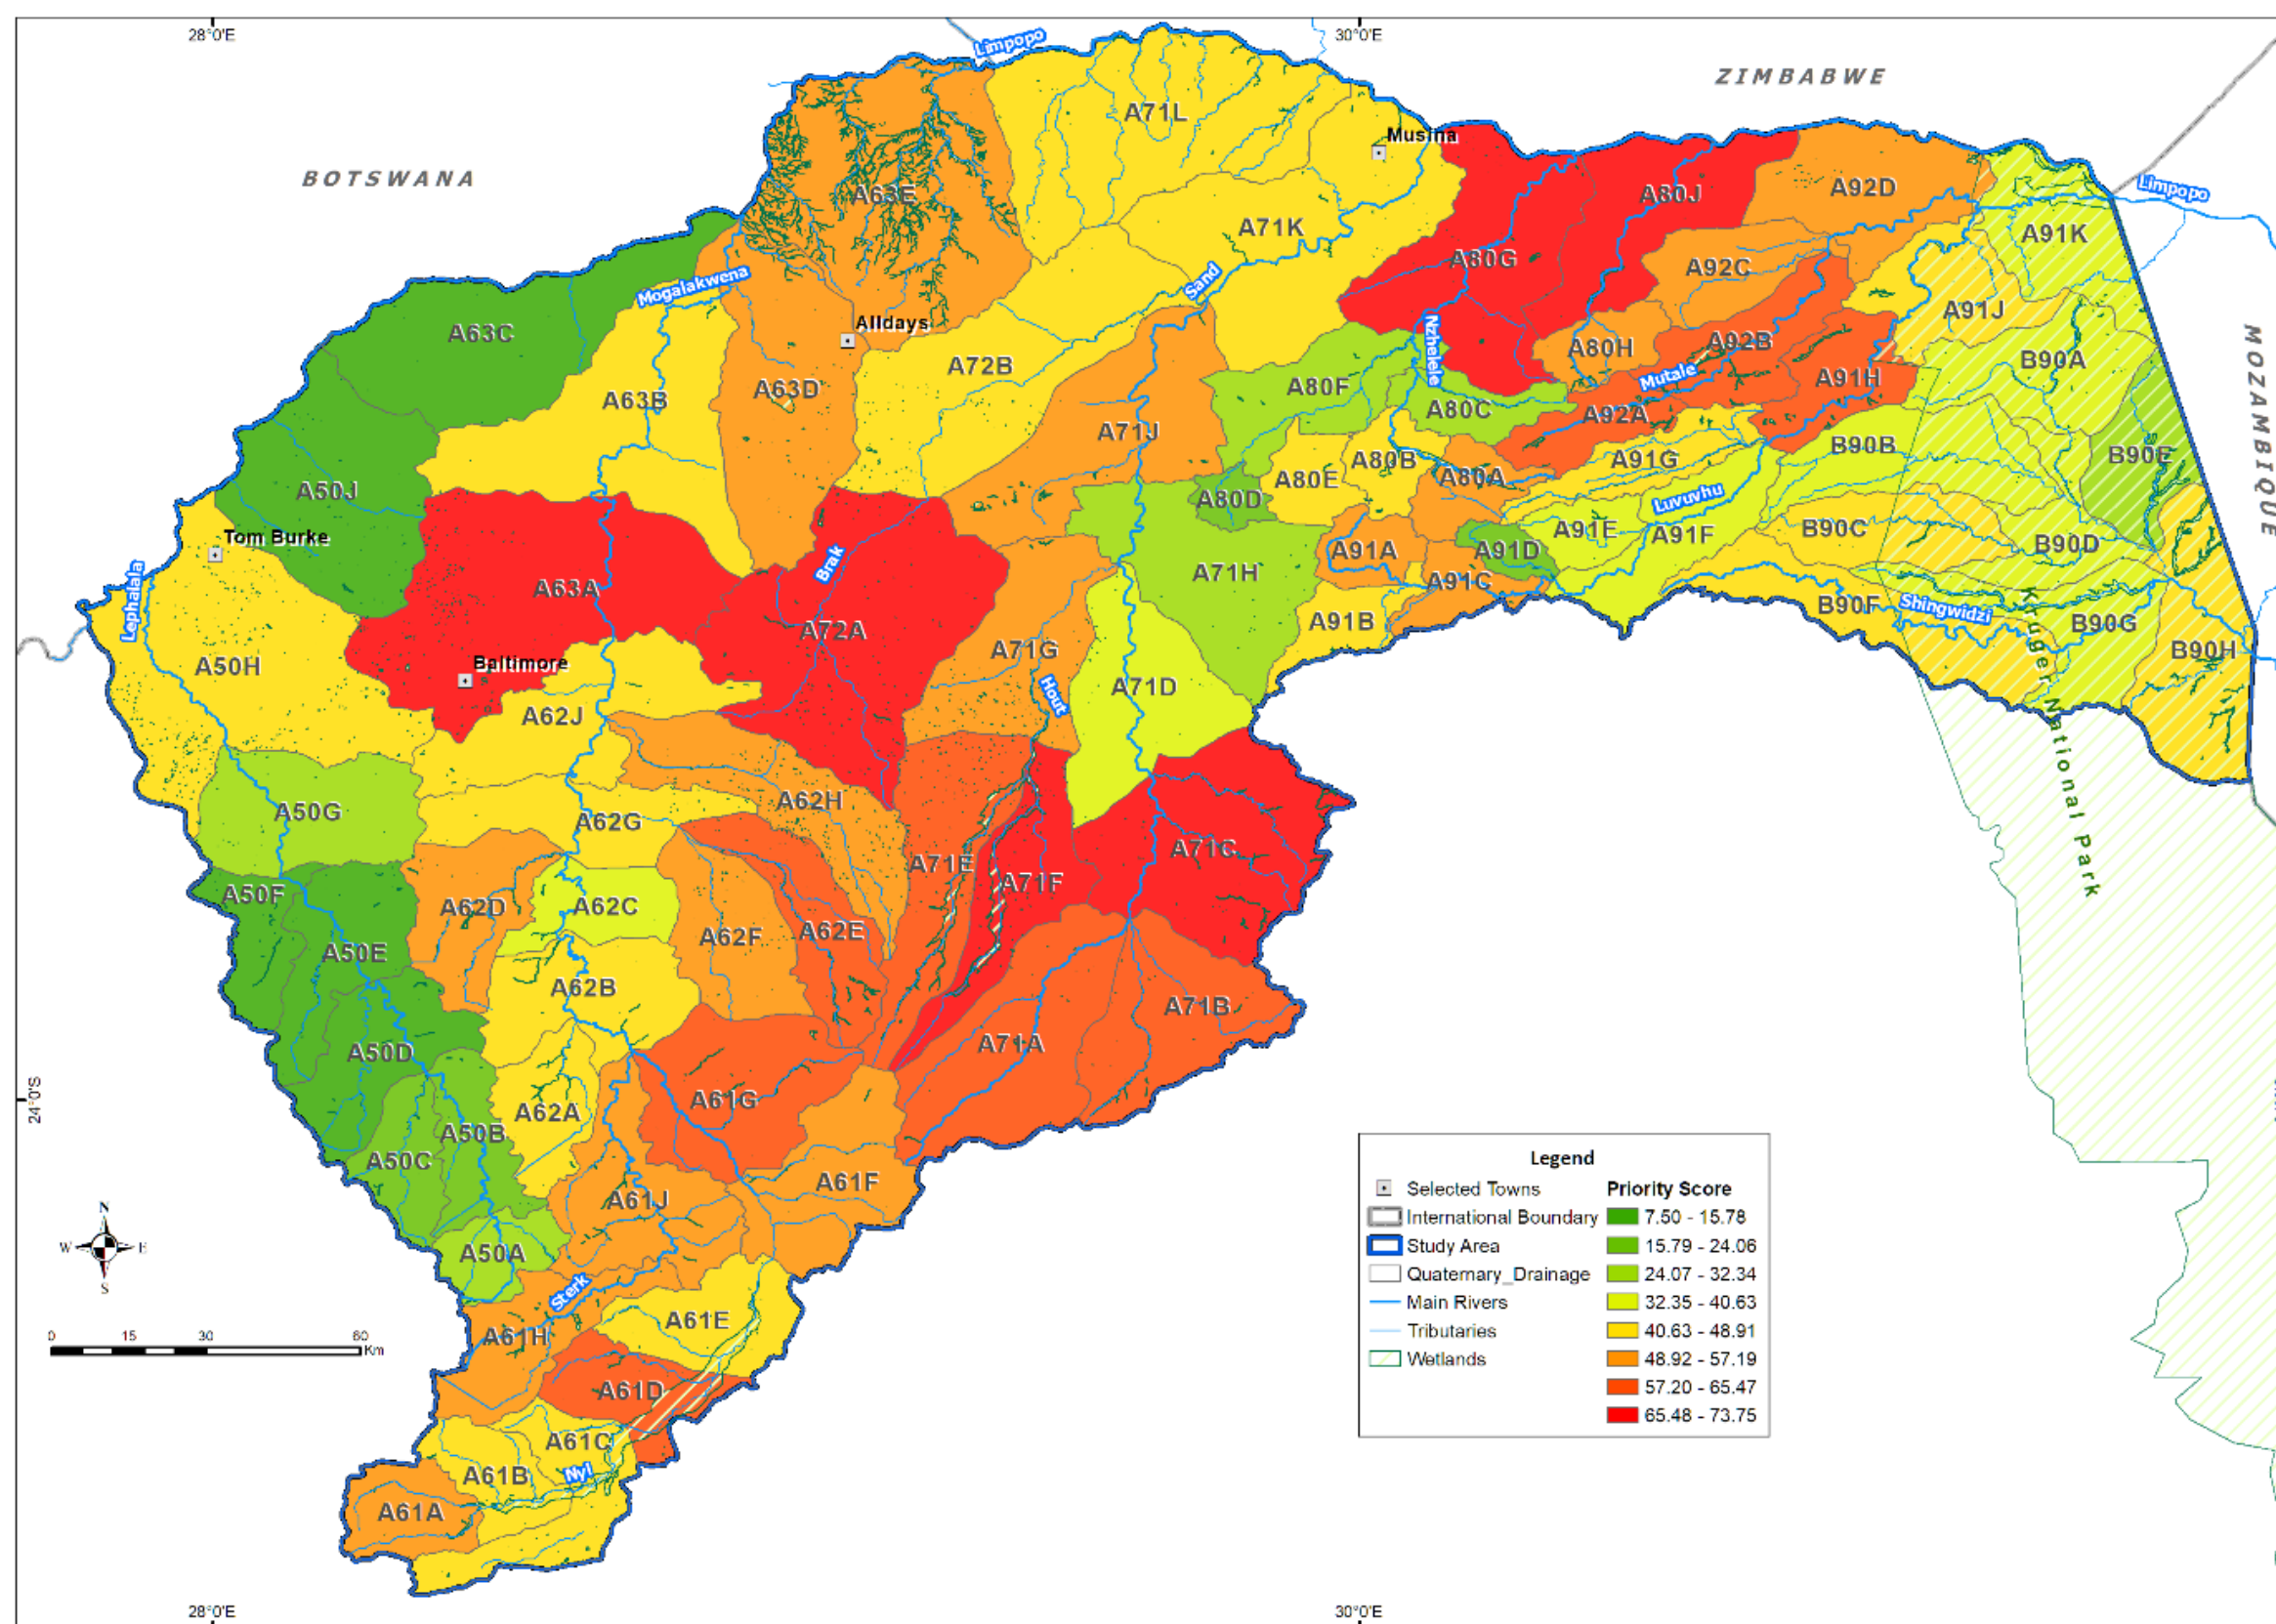 28°0'E
30°0'E
Limpopo
ZIMBABWE
A71L
Musina
BOTSWANA
A63E
A80J
A92D
Limpopo
A71K
A91K
A80G
A92C
Mogalakwena
Sand
A63C
Alldays
A91J
Nzhelele
A80H
A92B
B90A
MOZAMBIQUE
A72B
A63D
A80F
Mutale
A91H
A63B
A80C
A92A
A71J
B90B
A80B
A91G
B90E
A80E
A80A
A50J
A80D
Luvuvhu
Tom Burke
A91E
A91F
B90C
B90D
A91A
A91D
Brak
A71H
A91C
A63A
Lephalala
B90F
Shingwidzi
A91B
B90G
A72A
A71G
B90H
Kruger National Park
Baltimore
A50H
A71D
Hout
A62J
A62H
A50G
A62G
A71C
A71E
A71F
A50F
A62D
A62C
A62E
A62F
A50E
A62B
A71B
A71A
A50D
24°0'S
A61G
A62A
A50B
A50C
A61F
A61J
N
W
E
S
A50A
Sterk
A61E
A61H
0 15 30 60
Km
A61D
A61C
A61B
Nyl
A61A
Legend
Selected Towns
International Boundary
Study Area
Quaternary_Drainage
Main Rivers
Tributaries
Wetlands
Priority Score
7.50 - 15.78
15.79 - 24.06
24.07 - 32.34
32.35 - 40.63
40.63 - 48.91
48.92 - 57.19
57.20 - 65.47
65.48 - 73.75
28°0'E
30°0'E